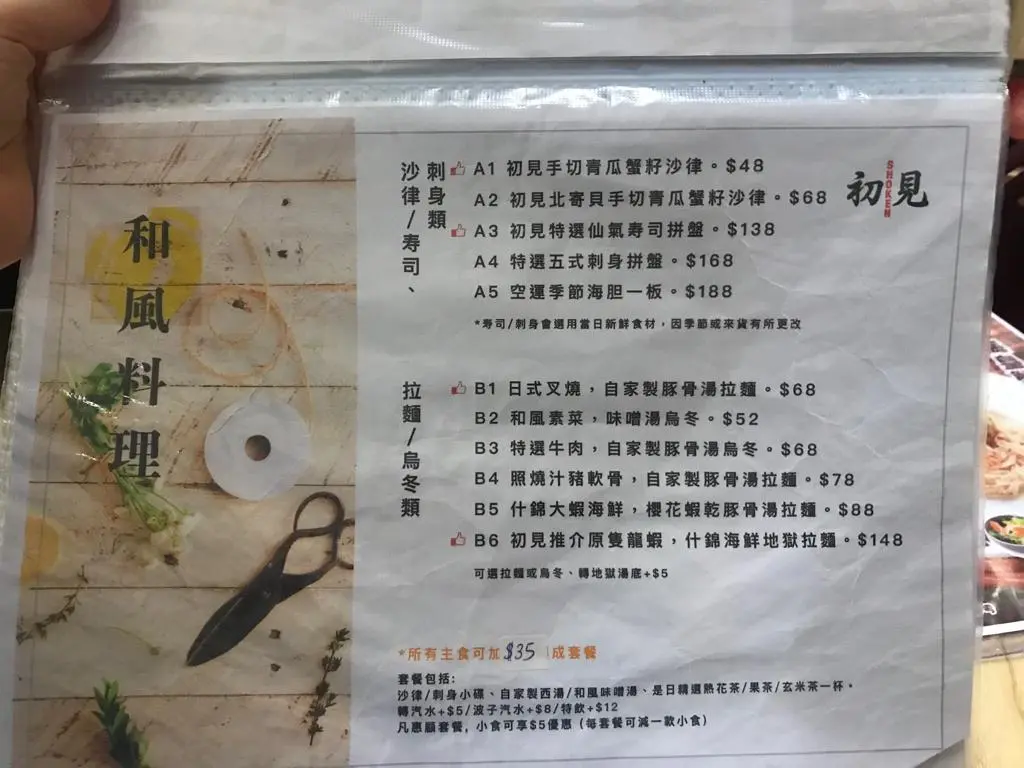 和風料理
初見
SHOKEN
刺身類
沙律/壽司、
A1 初見手切青瓜蟹籽沙律。$48
A2 初見北寄貝手切青瓜蟹籽沙律。$68
A3 初見特選仙氣寿司拼盤。$138
A4 特選五式刺身拼盤。$168
A5 空運季節海胆一板。$188
*寿司/刺身會選用當日新鮮食材，因季節或來貨有所更改
拉麵/烏冬類
B1 日式叉燒，自家製豚骨湯拉麵。$68
B2 和風素菜，味噌湯烏冬。$52
B3 特選牛肉，自家製豚骨湯烏冬。$68
B4 照燒汁豬軟骨，自家製豚骨湯拉麵。$78
B5 什錦大蝦海鮮，櫻花蝦乾豚骨湯拉麵。$88
B6 初見推介原隻龍蝦，什錦海鮮地獄拉麵。$148
可選拉麵或烏冬、轉地獄湯底+$5
*所有主食可加$35成套餐
套餐包括:
沙律/刺身小碟、自家製西湯/和風味噌湯、是日精選熱花茶/果茶/玄米茶一杯。
轉汽水+$5/波子汽水+$8/特飲+$12
凡惠顧套餐, 小食可享$5優惠 (每套餐可減一款小食)